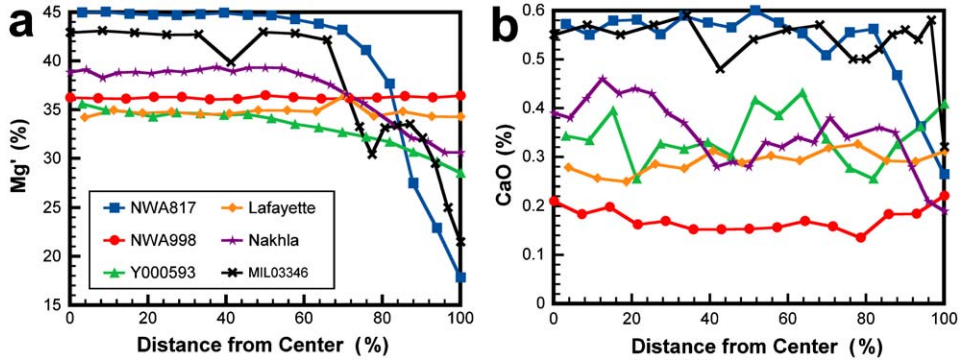 a
45
40
35
30
25
20
15
Mg' (%)
NWA817
NWA998
Y000593
Lafayette
Nakhla
MIL03346
0 20 40 60 80 100
Distance from Center (%)
b
0.6
0.5
0.4
0.3
0.2
0.1
0
CaO (%)
0 20 40 60 80 100
Distance from Center (%)